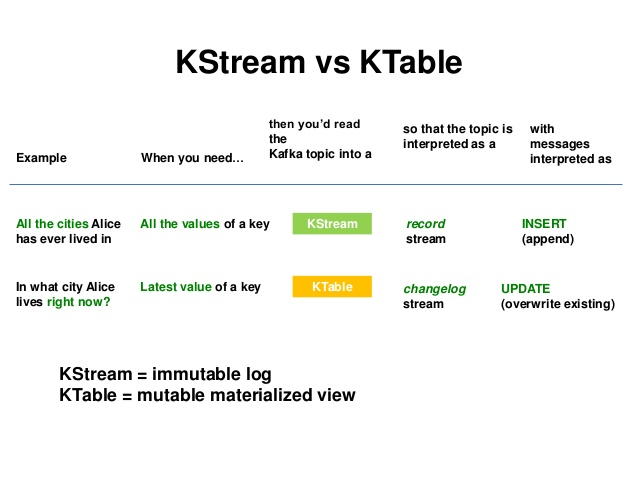 KStream vs KTable
Example
When you need…
then you’d read
the
Kafka topic into a
so that the topic is
interpreted as a
with
messages
interpreted as
All the cities Alice
has ever lived in
All the values of a key
KStream
record
stream
INSERT
(append)
In what city Alice
lives right now?
Latest value of a key
KTable
changelog
stream
UPDATE
(overwrite existing)
KStream = immutable log
KTable = mutable materialized view